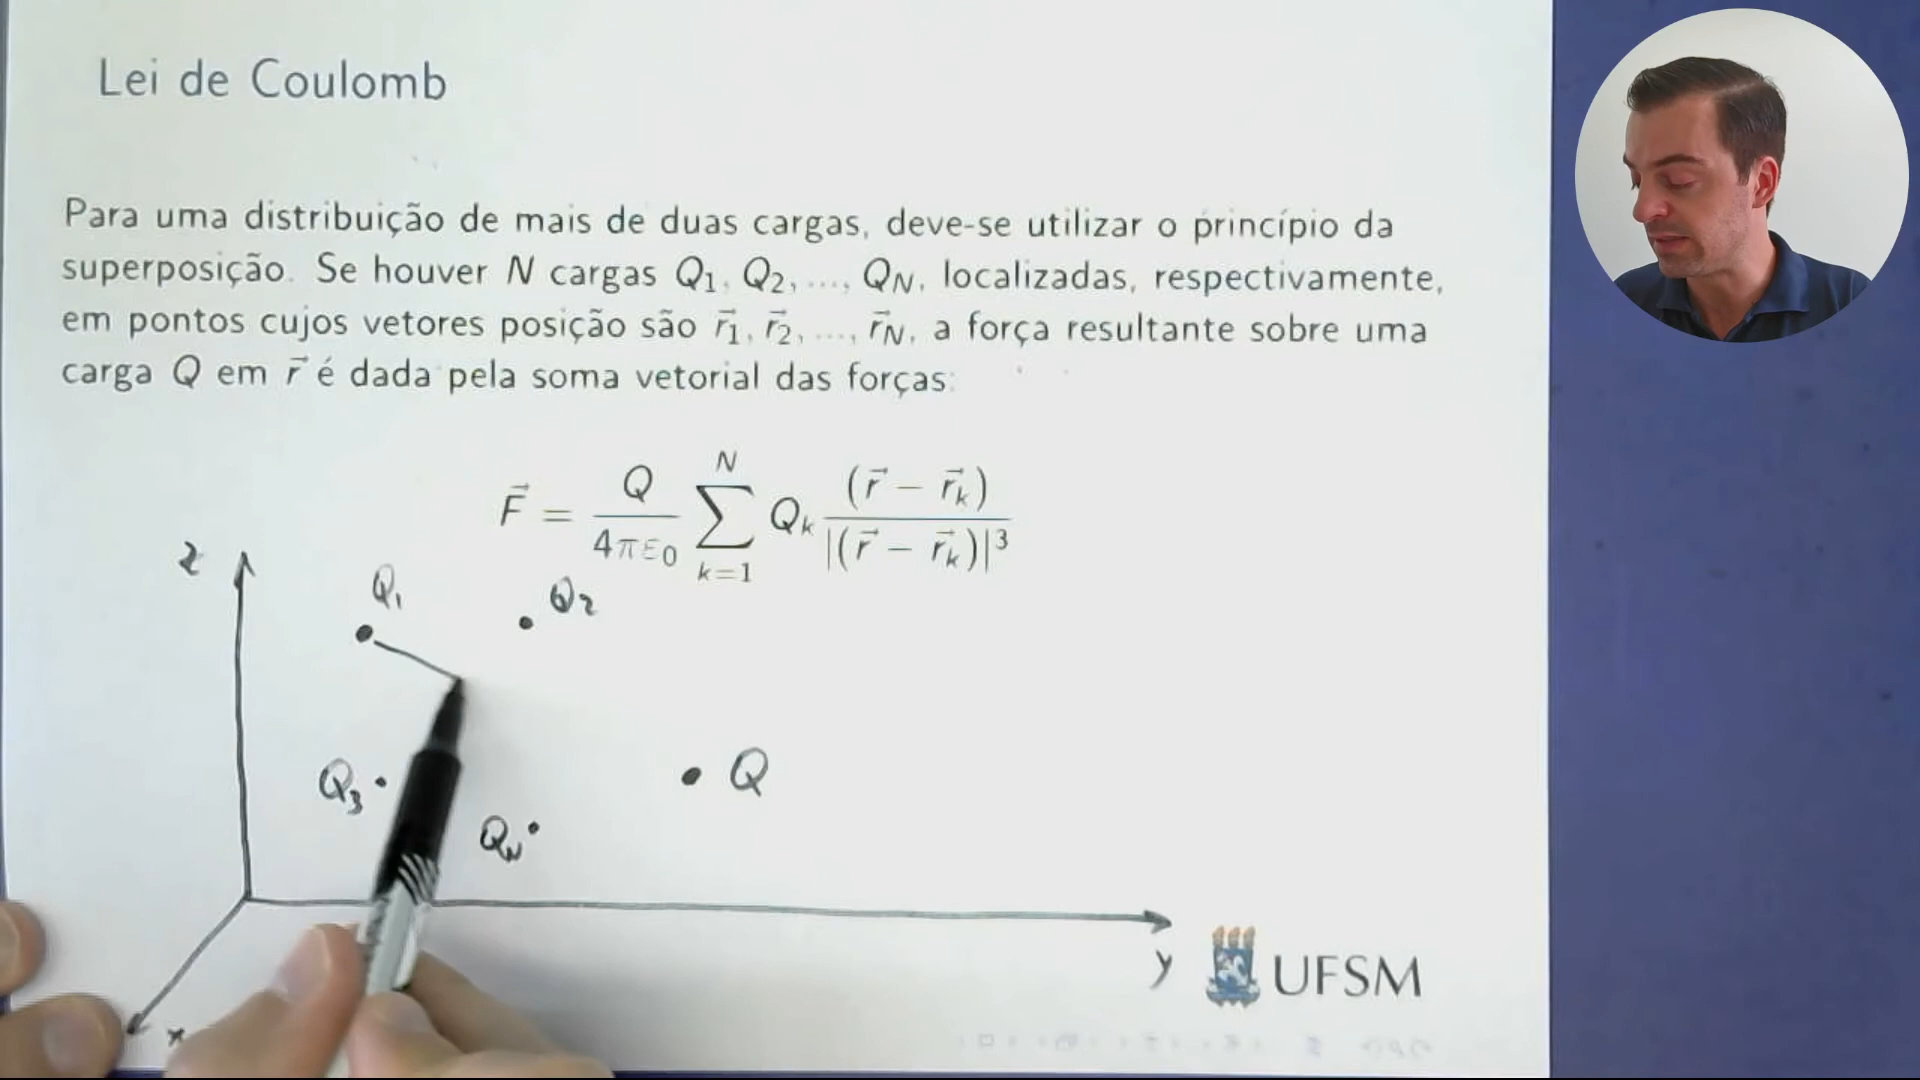 Lei de Coulomb
Para uma distribuição de mais de duas cargas, deve-se utilizar o princípio da
superposição. Se houver N cargas Q₁, Q₂, ..., Q_N, localizadas, respectivamente,
em pontos cujos vetores posição são r⃗₁, r⃗₂, ..., r⃗_N, a força resultante sobre uma
carga Q em r⃗ é dada pela soma vetorial das forças:
F⃗ = Q/(4πε₀) ∑_{k=1}^{N} Q_k (r⃗ − r⃗_k)/|(r⃗ − r⃗_k)|³
z
Q₁
Q₂
Q₃
Q
Q_N
y
x
UFSM